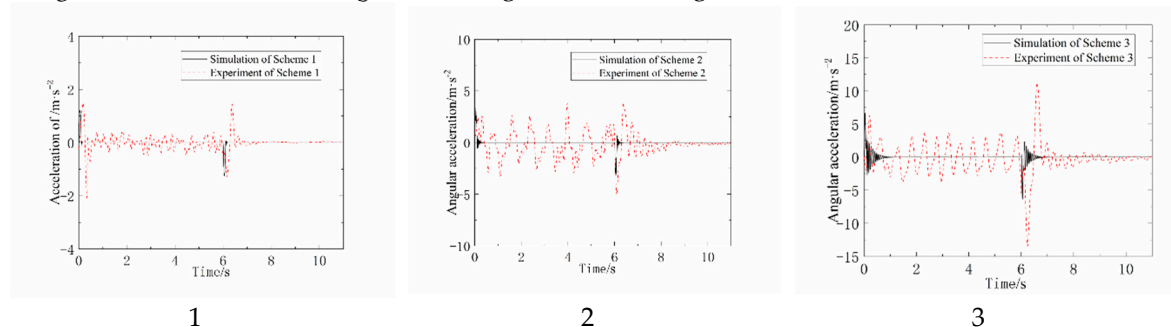 4
2
0
−2
−4
Acceleration of /m·s⁻²
Simulation of Scheme 1
Experiment of Scheme 1
0 2 4 6 8 10
Time/s
1
10
5
0
−5
−10
Angular acceleration/m·s⁻²
Simulation of Scheme 2
Experiment of Scheme 2
0 2 4 6 8 10
Time/s
2
20
15
10
5
0
−5
−10
−15
Angular acceleration/m·s⁻²
Simulation of Scheme 3
Experiment of Scheme 3
0 2 4 6 8 10
Time/s
3